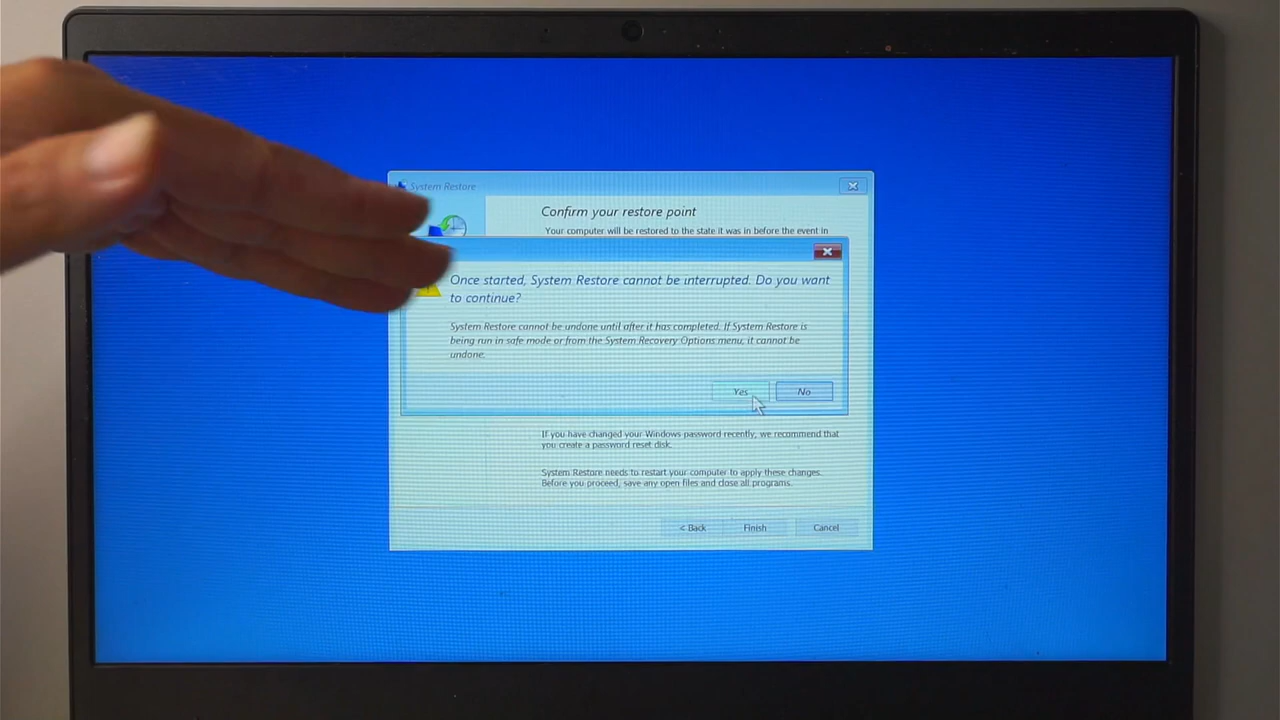 System Restore
Confirm your restore point
Your computer will be restored to the state it was in before the event in
Once started, System Restore cannot be interrupted. Do you want
to continue?
System Restore cannot be undone until after it has completed. If System Restore is
being run in safe mode or from the System Recovery Options menu, it cannot be
undone.
Yes
No
If you have changed your Windows password recently, we recommend that
you create a password reset disk.
System Restore needs to restart your computer to apply these changes.
Before you proceed, save any open files and close all programs.
< Back
Finish
Cancel